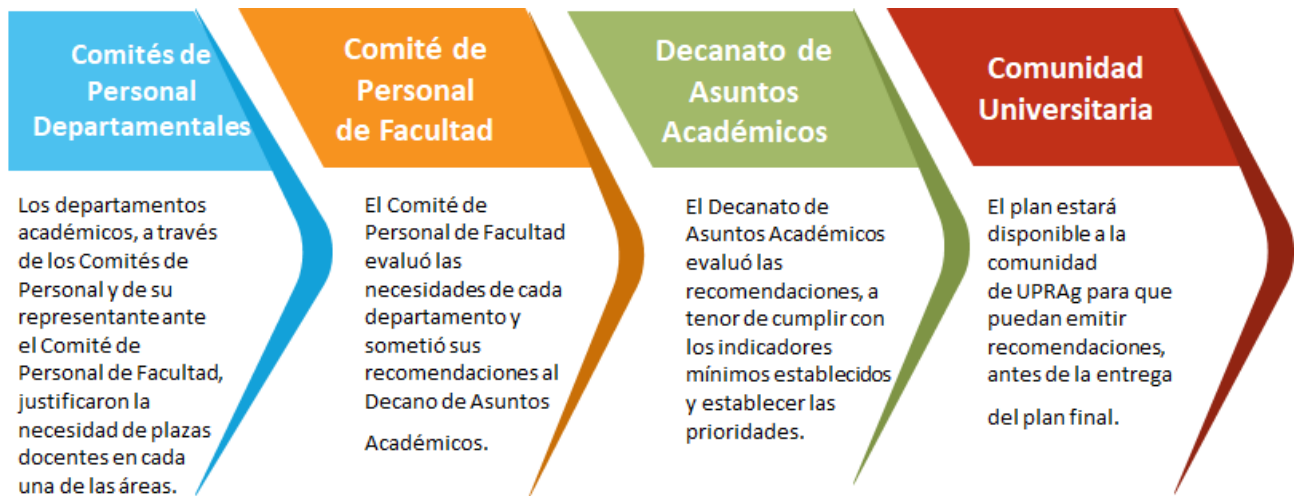 Comités de
Personal
Departamentales
Los departamentos
académicos, a través
de los Comités de
Personal y de su
representante ante
el Comité de
Personal de Facultad,
justificaron la
necesidad de plazas
docentes en cada
una de las áreas.
Comité de
Personal
de Facultad
El Comité de
Personal de Facultad
evaluó las
necesidades de cada
departamento y
sometió sus
recomendaciones al
Decano de Asuntos
Académicos.
Decanato de
Asuntos
Académicos
El Decanato de
Asuntos Académicos
evaluó las
recomendaciones, a
tenor de cumplir con
los indicadores
mínimos establecidos
y establecer las
prioridades.
Comunidad
Universitaria
El plan estará
disponible a la
comunidad
de UPRAg para que
puedan emitir
recomendaciones,
antes de la entrega
del plan final.